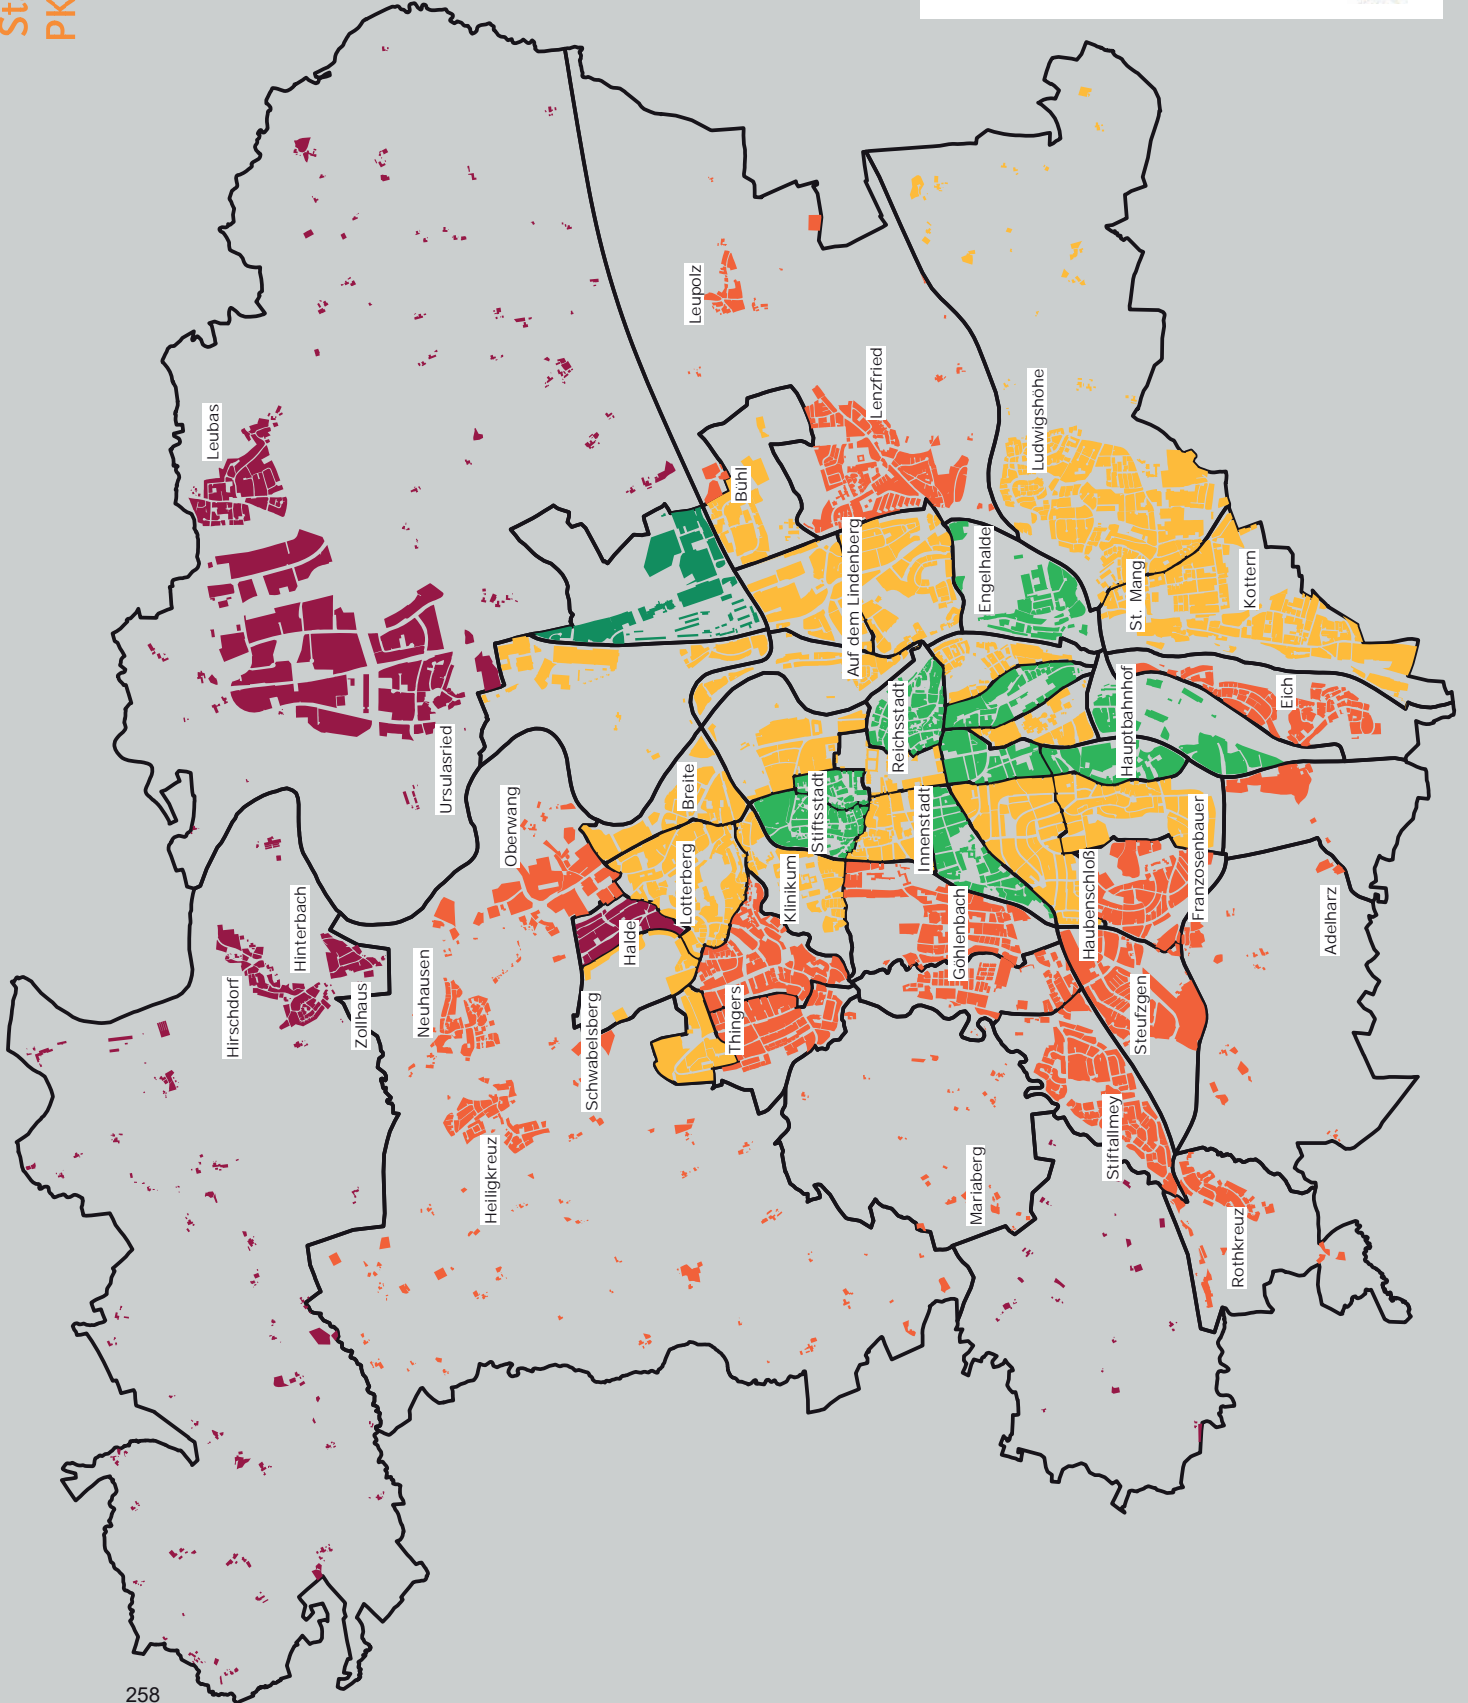 St
PK
Leubas
Leupolz
Lenzfried
Ludwigshöhe
Bühl
Auf dem Lindenberg
Engelhalde
St. Mang
Kottern
Ursulasried
Breite
Reichsstadt
Hauptbahnhof
Eich
Oberwang
Stiftsstadt
Innenstadt
Lotterberg
Klinikum
Haubenschloß
Franzosenbauer
Hinterbach
Halde
Göhlenbach
Adelharz
Hirschdorf
Zollhaus
Neuhausen
Schwabelsberg
Thingers
Steufzgen
Heiligkreuz
Mariaberg
Stiftallmey
Rothkreuz
258